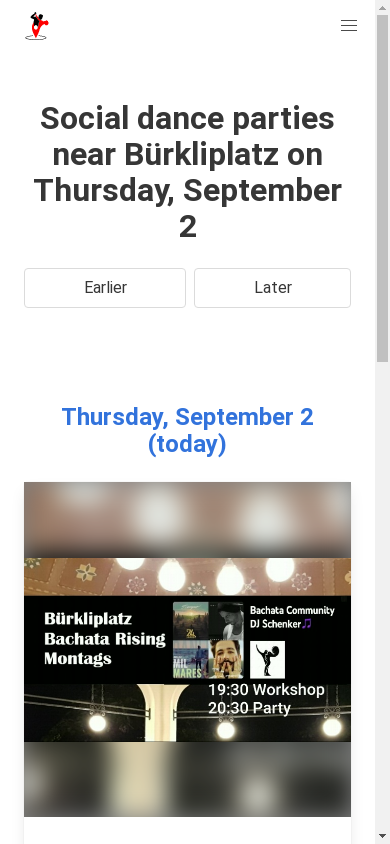 Social dance parties
near Bürkliplatz on
Thursday, September
2
Earlier
Later
Thursday, September 2
(today)
Bürkliplatz
Bachata Rising
Montags
Bachata Community
DJ Schenker🎵
MIL
MARES
19:30 Workshop
20:30 Party